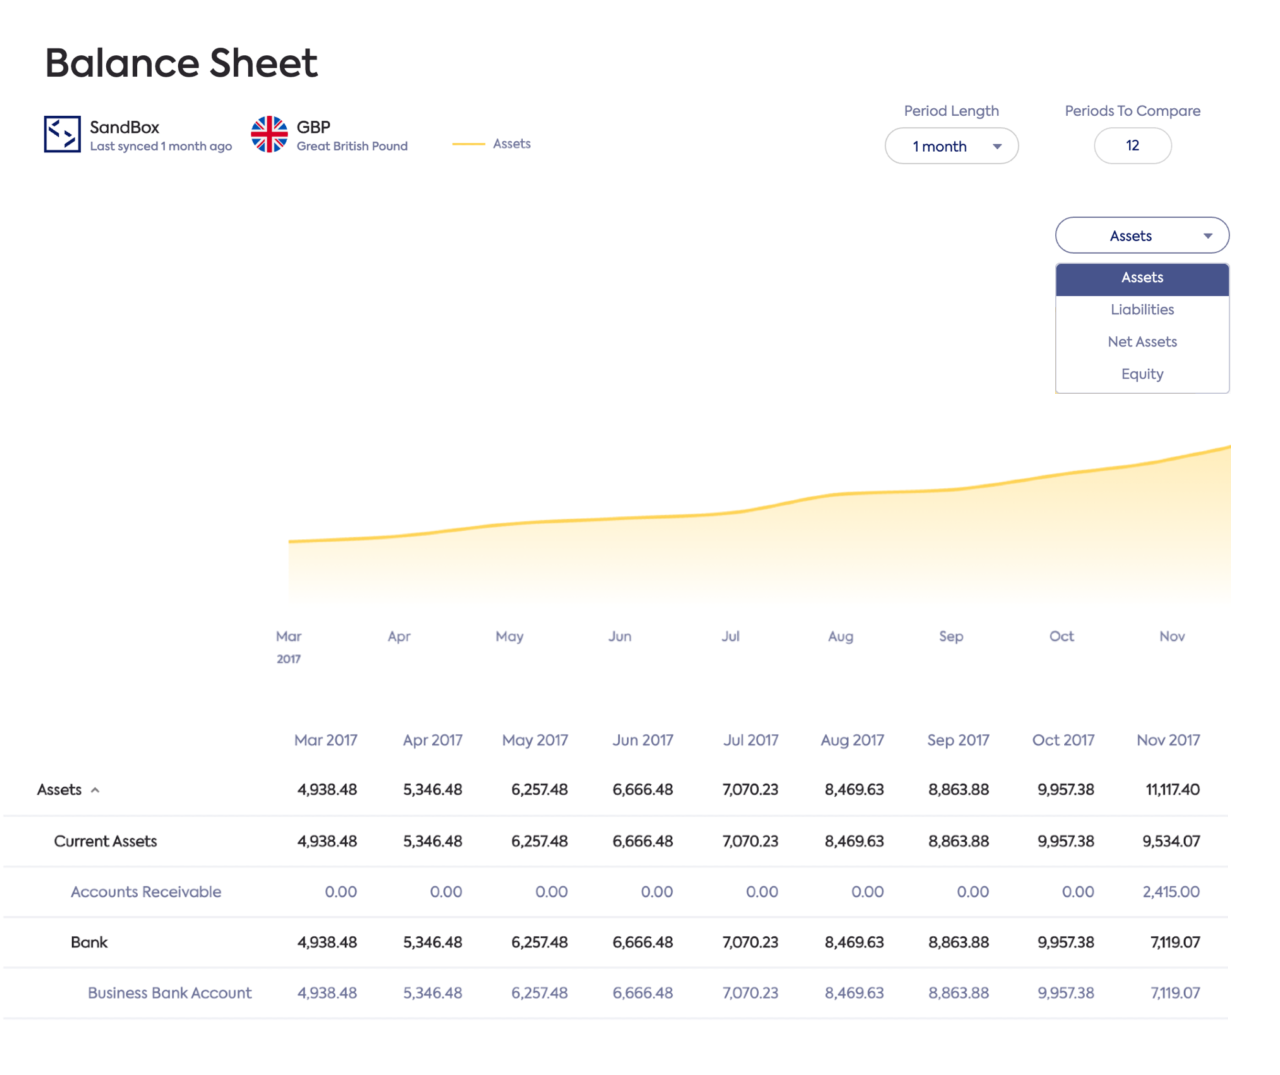 Balance Sheet
SandBox
Last synced 1 month ago
GBP
Great British Pound
Assets
Period Length
1 month
Periods To Compare
12
Assets
Assets
Liabilities
Net Assets
Equity
Mar Apr May Jun Jul Aug Sep Oct Nov
2017
Mar 2017 Apr 2017 May 2017 Jun 2017 Jul 2017 Aug 2017 Sep 2017 Oct 2017 Nov 2017
Assets 4,938.48 5,346.48 6,257.48 6,666.48 7,070.23 8,469.63 8,863.88 9,957.38 11,117.40
Current Assets 4,938.48 5,346.48 6,257.48 6,666.48 7,070.23 8,469.63 8,863.88 9,957.38 9,534.07
Accounts Receivable 0.00 0.00 0.00 0.00 0.00 0.00 0.00 0.00 2,415.00
Bank 4,938.48 5,346.48 6,257.48 6,666.48 7,070.23 8,469.63 8,863.88 9,957.38 7,119.07
Business Bank Account 4,938.48 5,346.48 6,257.48 6,666.48 7,070.23 8,469.63 8,863.88 9,957.38 7,119.07